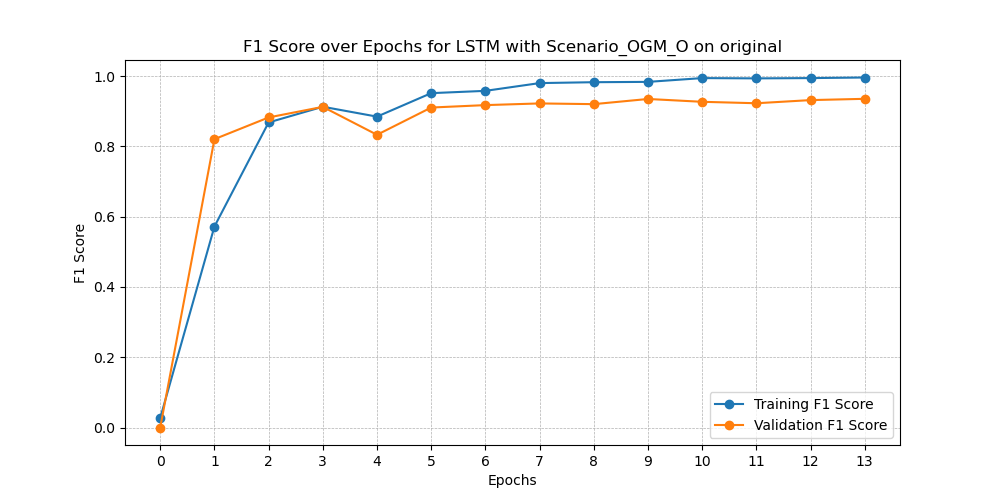 F1 Score over Epochs for LSTM with Scenario_OGM_O on original
F1 Score
1.0
0.8
0.6
0.4
0.2
0.0
0 1 2 3 4 5 6 7 8 9 10 11 12 13
Epochs
Training F1 Score
Validation F1 Score